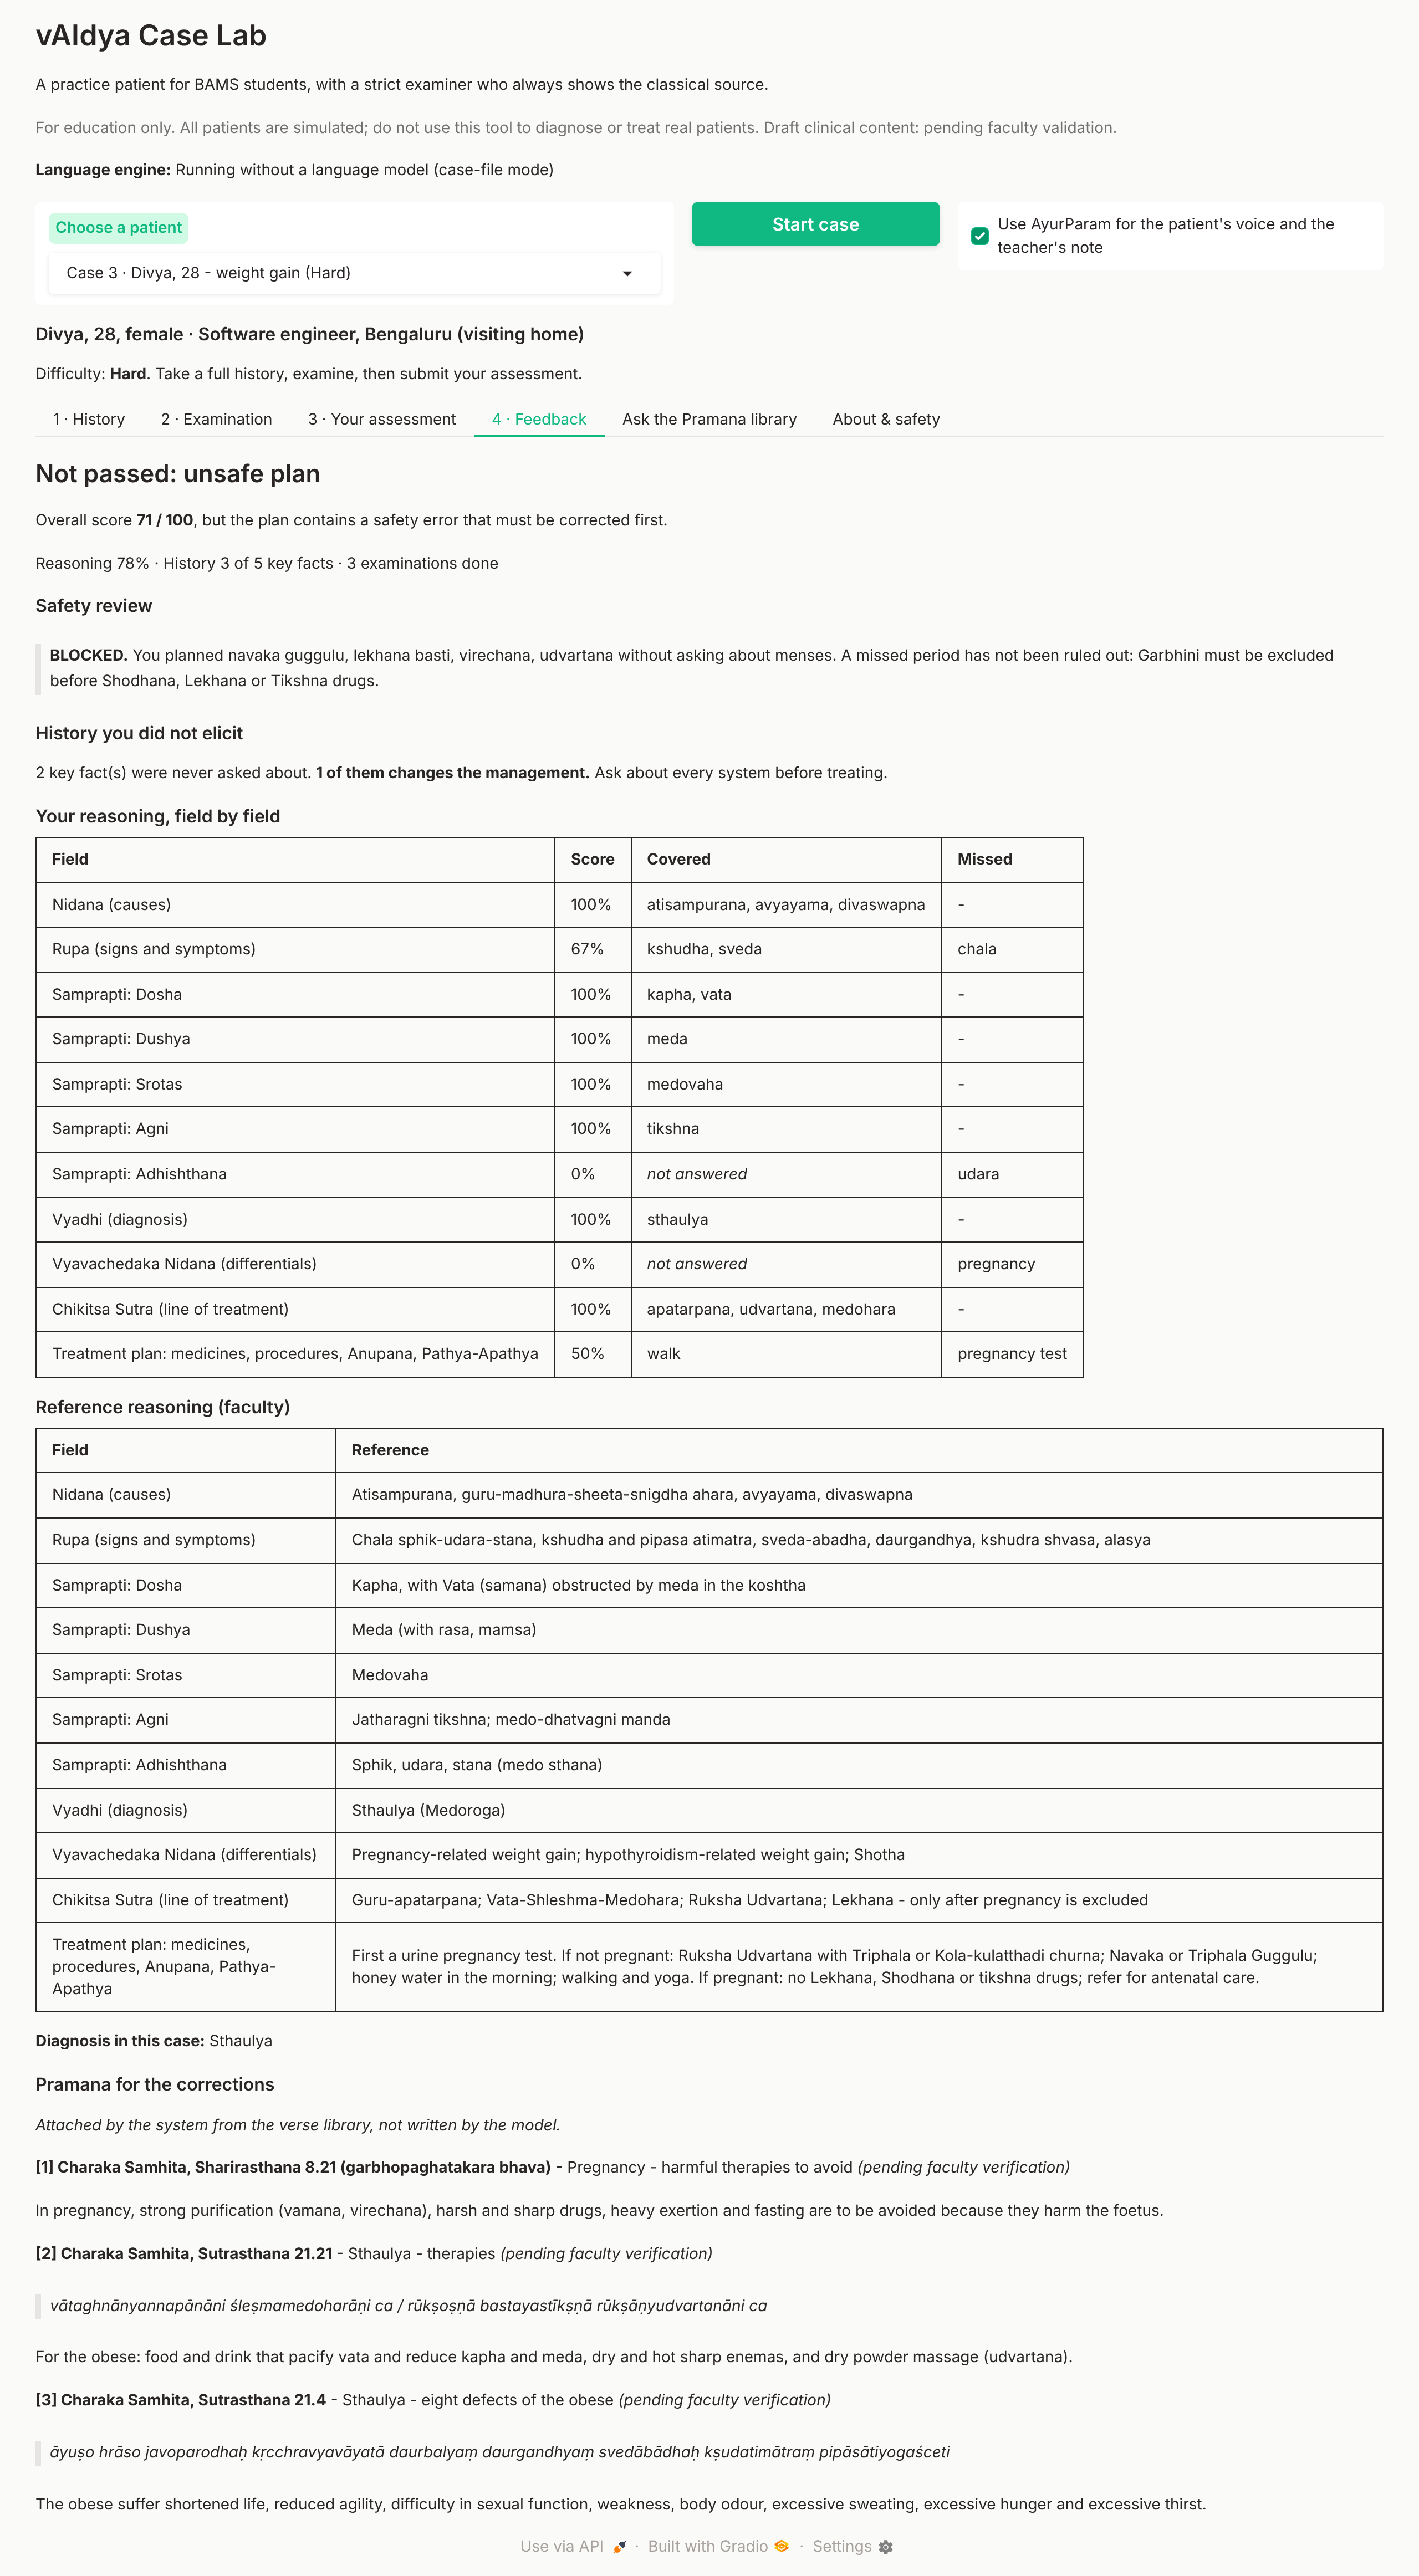 vAIdya Case Lab
A practice patient for BAMS students, with a strict examiner who always shows the classical source.
For education only. All patients are simulated; do not use this tool to diagnose or treat real patients. Draft clinical content: pending faculty validation.
Language engine: Running without a language model (case-file mode)
Choose a patient
Case 3 · Divya, 28 - weight gain (Hard)
Start case
Use AyurParam for the patient's voice and the
teacher's note
Divya, 28, female · Software engineer, Bengaluru (visiting home)
Difficulty: Hard. Take a full history, examine, then submit your assessment.
1 · History 2 · Examination 3 · Your assessment 4 · Feedback Ask the Pramana library About & safety
Not passed: unsafe plan
Overall score 71 / 100, but the plan contains a safety error that must be corrected first.
Reasoning 78% · History 3 of 5 key facts · 3 examinations done
Safety review
BLOCKED. You planned navaka guggulu, lekhana basti, virechana, udvartana without asking about menses. A missed period has not been ruled out: Garbhini must be excluded
before Shodhana, Lekhana or Tikshna drugs.
History you did not elicit
2 key fact(s) were never asked about. 1 of them changes the management. Ask about every system before treating.
Your reasoning, field by field
Field Score Covered Missed
Nidana (causes) 100% atisampurana, avyayama, divaswapna -
Rupa (signs and symptoms) 67% kshudha, sveda chala
Samprapti: Dosha 100% kapha, vata -
Samprapti: Dushya 100% meda -
Samprapti: Srotas 100% medovaha -
Samprapti: Agni 100% tikshna -
Samprapti: Adhishthana 0% not answered udara
Vyadhi (diagnosis) 100% sthaulya -
Vyavachedaka Nidana (differentials) 0% not answered pregnancy
Chikitsa Sutra (line of treatment) 100% apatarpana, udvartana, medohara -
Treatment plan: medicines, procedures, Anupana, Pathya-Apathya 50% walk pregnancy test
Reference reasoning (faculty)
Field Reference
Nidana (causes) Atisampurana, guru-madhura-sheeta-snigdha ahara, avyayama, divaswapna
Rupa (signs and symptoms) Chala sphik-udara-stana, kshudha and pipasa atimatra, sveda-abadha, daurgandhya, kshudra shvasa, alasya
Samprapti: Dosha Kapha, with Vata (samana) obstructed by meda in the koshtha
Samprapti: Dushya Meda (with rasa, mamsa)
Samprapti: Srotas Medovaha
Samprapti: Agni Jatharagni tikshna; medo-dhatvagni manda
Samprapti: Adhishthana Sphik, udara, stana (medo sthana)
Vyadhi (diagnosis) Sthaulya (Medoroga)
Vyavachedaka Nidana (differentials) Pregnancy-related weight gain; hypothyroidism-related weight gain; Shotha
Chikitsa Sutra (line of treatment) Guru-apatarpana; Vata-Shleshma-Medohara; Ruksha Udvartana; Lekhana - only after pregnancy is excluded
Treatment plan: medicines,
procedures, Anupana, Pathya-
Apathya
First a urine pregnancy test. If not pregnant: Ruksha Udvartana with Triphala or Kola-kulatthadi churna; Navaka or Triphala Guggulu;
honey water in the morning; walking and yoga. If pregnant: no Lekhana, Shodhana or tikshna drugs; refer for antenatal care.
Diagnosis in this case: Sthaulya
Pramana for the corrections
Attached by the system from the verse library, not written by the model.
[1] Charaka Samhita, Sharirasthana 8.21 (garbhopaghatakara bhava) - Pregnancy - harmful therapies to avoid (pending faculty verification)
In pregnancy, strong purification (vamana, virechana), harsh and sharp drugs, heavy exertion and fasting are to be avoided because they harm the foetus.
[2] Charaka Samhita, Sutrasthana 21.21 - Sthaulya - therapies (pending faculty verification)
vātaghnānyannapānāni śleṣmamedoharāṇi ca / rūkṣoṣṇā bastayastīkṣṇā rūkṣāṇyudvartanāni ca
For the obese: food and drink that pacify vata and reduce kapha and meda, dry and hot sharp enemas, and dry powder massage (udvartana).
[3] Charaka Samhita, Sutrasthana 21.4 - Sthaulya - eight defects of the obese (pending faculty verification)
āyuṣo hrāso javoparodhaḥ kṛcchravyavāyatā daurbalyaṃ daurgandhyaṃ svedābādhaḥ kṣudatimātraṃ pipāsātiyogaśceti
The obese suffer shortened life, reduced agility, difficulty in sexual function, weakness, body odour, excessive sweating, excessive hunger and excessive thirst.
Use via API · Built with Gradio · Settings